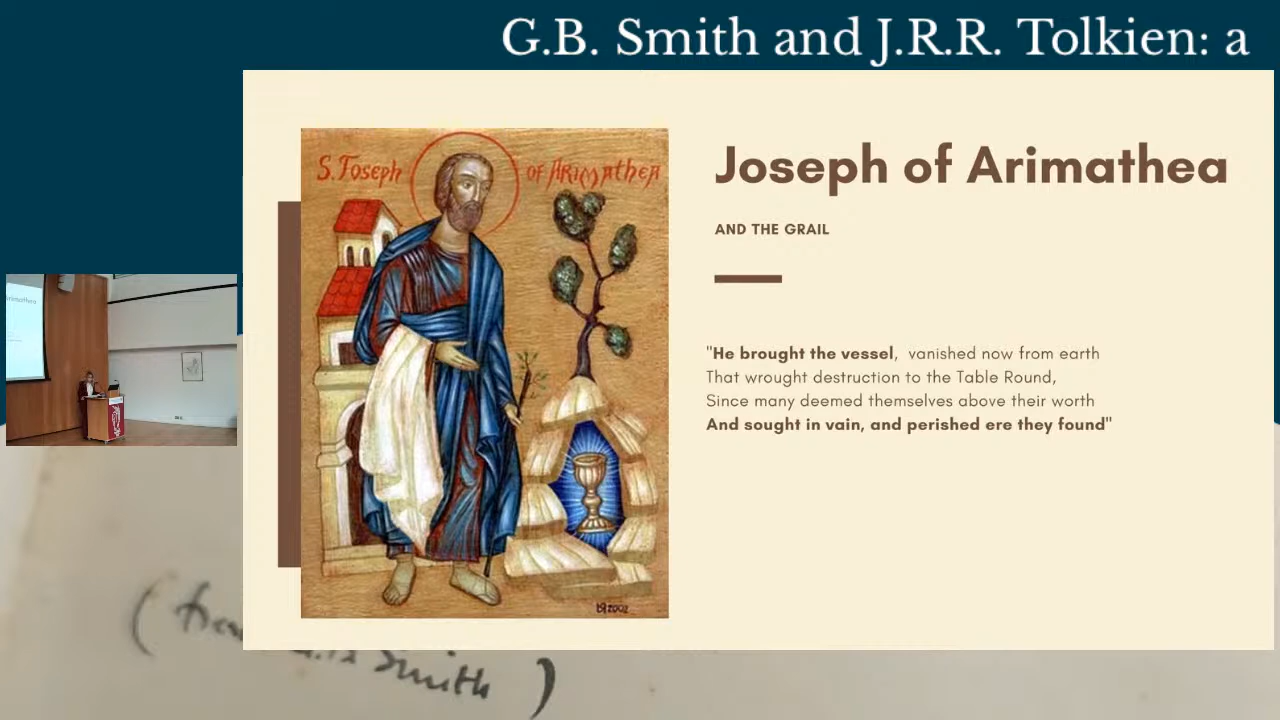 G.B. Smith and J.R.R. Tolkien: a
S. Joseph of Arimathea
Joseph of Arimathea
AND THE GRAIL
"He brought the vessel, vanished now from earth
That wrought destruction to the Table Round,
Since many deemed themselves above their worth
And sought in vain, and perished ere they found"
2002
Smith )